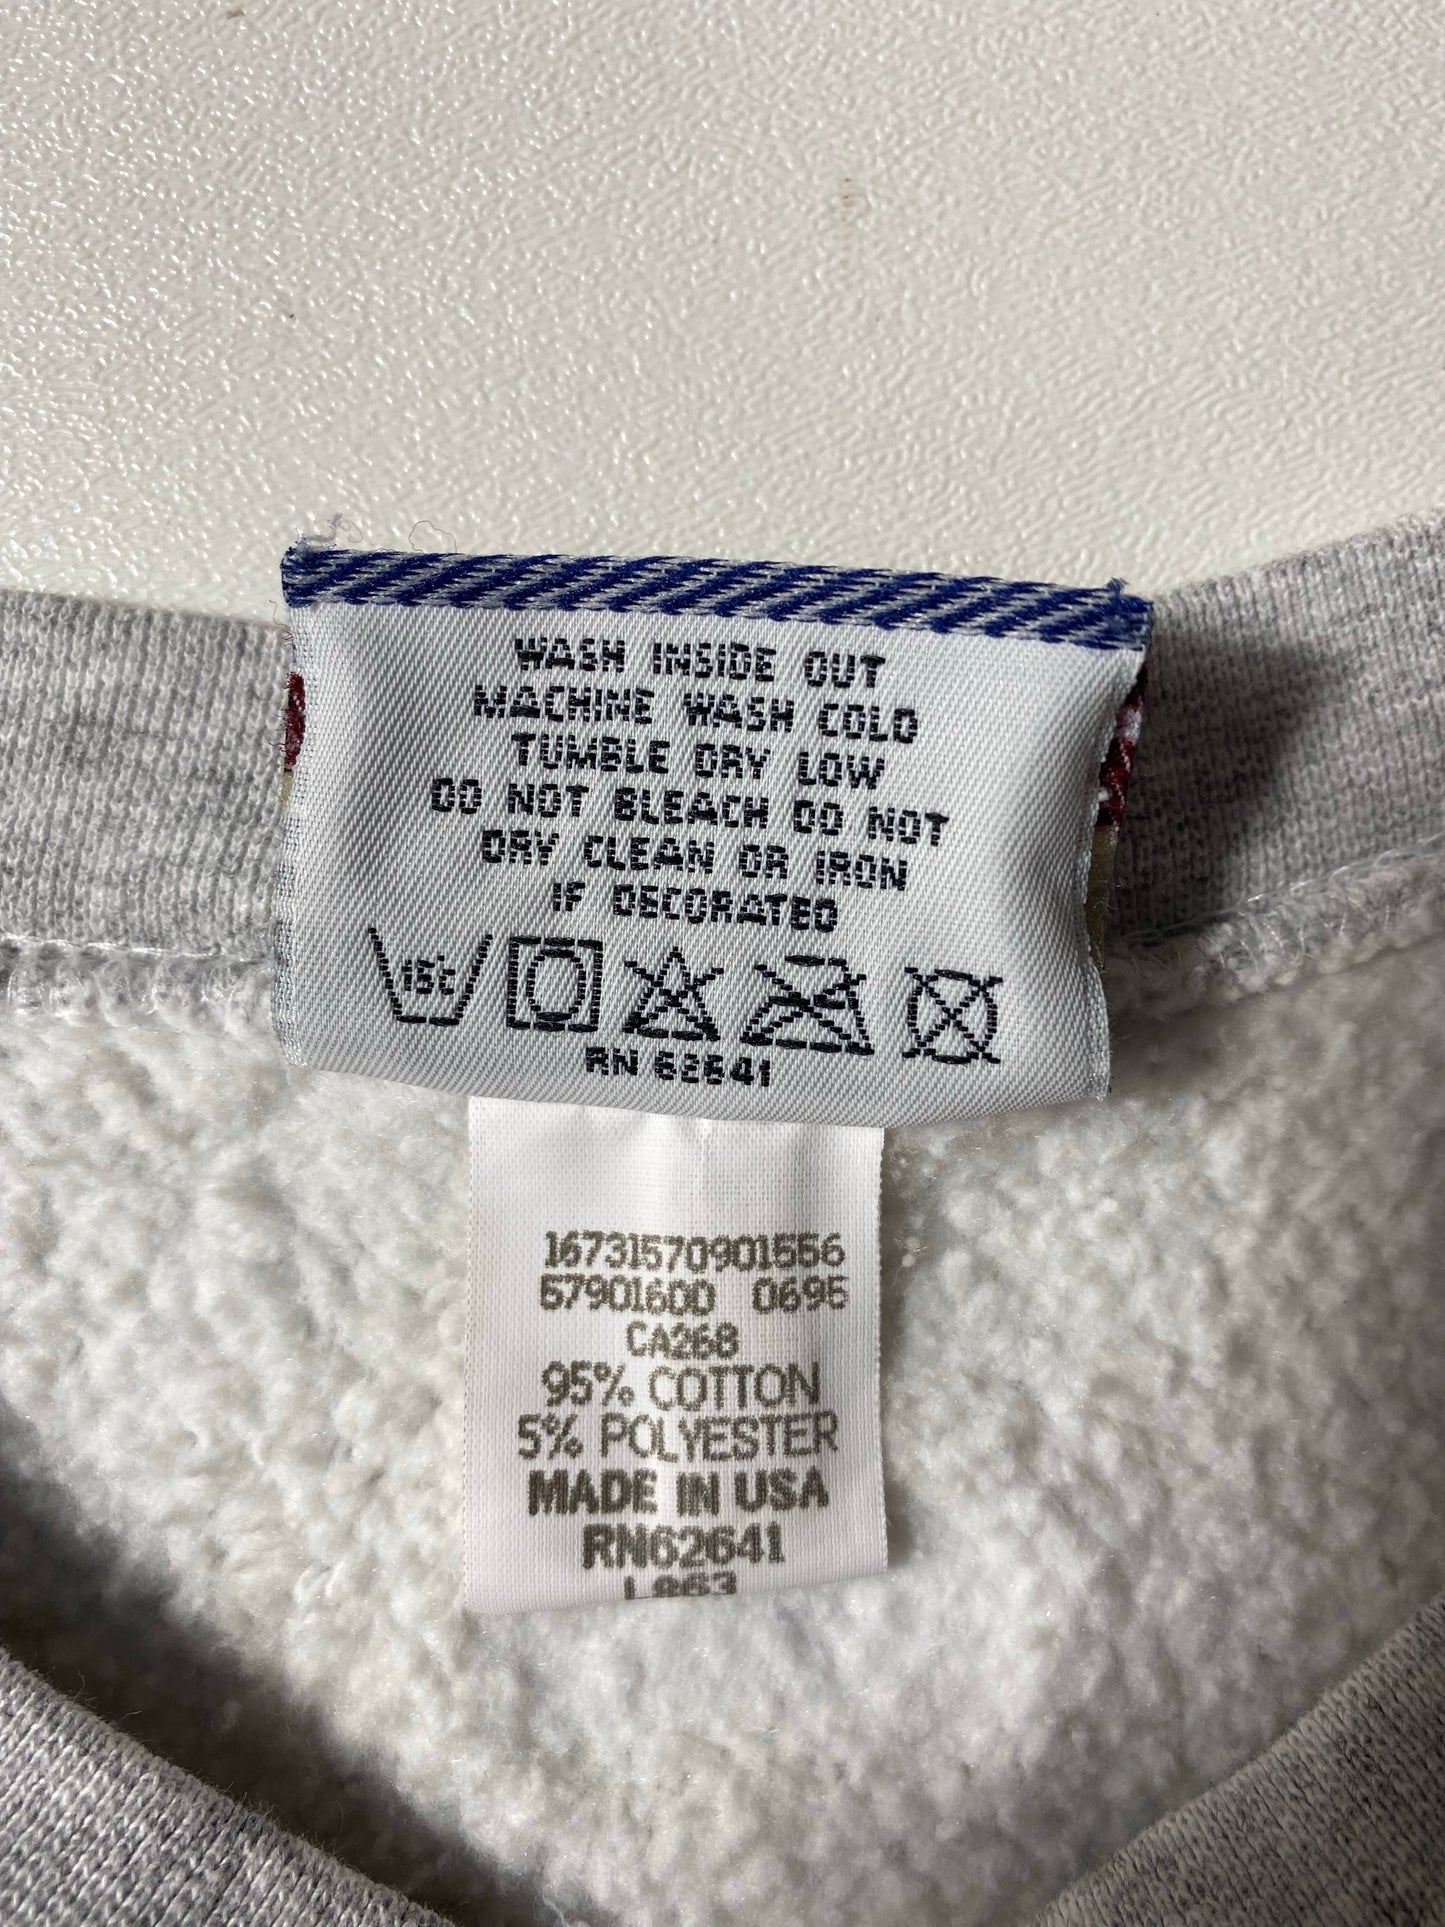 WASH INSIDE OUT
MACHINE WASH COLD
TUMBLE DRY LOW
DO NOT BLEACH DO NOT
DRY CLEAN OR IRON
IF DECORATED
15°C
RN 62641
16731570901556
57901600 0695
CA268
95% COTTON
5% POLYESTER
MADE IN USA
RN62641